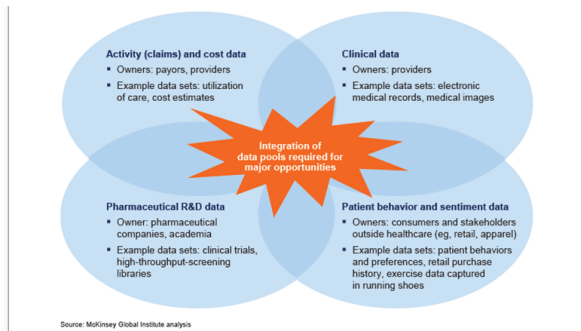 Activity (claims) and cost data
▪ Owners: payors, providers
▪ Example data sets: utilization
of care, cost estimates
Clinical data
▪ Owners: providers
▪ Example data sets: electronic
medical records, medical images
Integration of
data pools required for
major opportunities
Pharmaceutical R&D data
▪ Owner: pharmaceutical
companies, academia
▪ Example data sets: clinical trials,
high-throughput-screening
libraries
Patient behavior and sentiment data
▪ Owners: consumers and stakeholders
outside healthcare (eg, retail, apparel)
▪ Example data sets: patient behaviors
and preferences, retail purchase
history, exercise data captured
in running shoes
Source: McKinsey Global Institute analysis